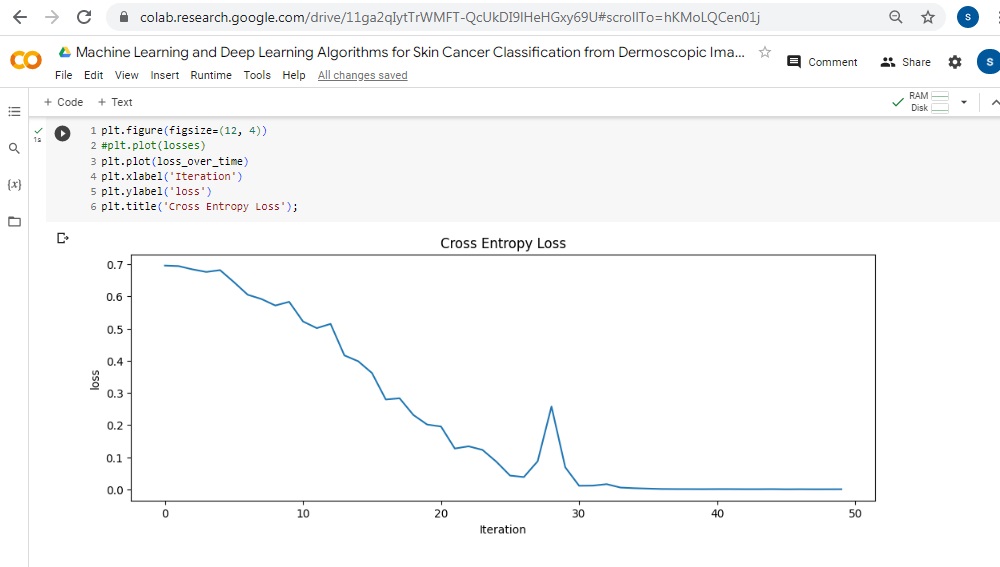 colab.research.google.com/drive/11ga2qIytTrWMFT-QcUkDI9IHeHGxy69U#scrollTo=hKMoLQCen01j
S
CO Machine Learning and Deep Learning Algorithms for Skin Cancer Classification from Dermoscopic Ima...
File Edit View Insert Runtime Tools Help All changes saved
Comment Share S
+ Code + Text
RAM
Disk
1s
{x}
1 plt.figure(figsize=(12, 4))
2 #plt.plot(losses)
3 plt.plot(loss_over_time)
4 plt.xlabel('Iteration')
5 plt.ylabel('loss')
6 plt.title('Cross Entropy Loss');
Cross Entropy Loss
0.7
0.6
0.5
0.4
0.3
0.2
0.1
0.0
loss
0 10 20 30 40 50
Iteration